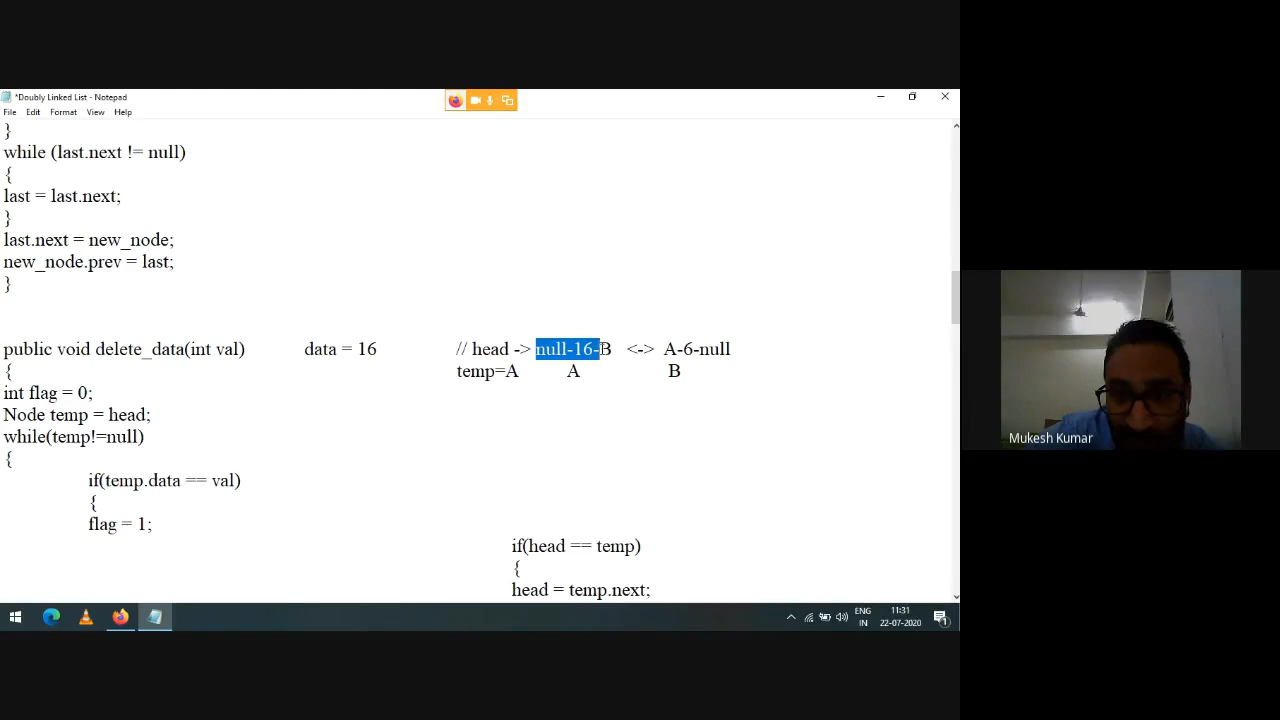 *Doubly Linked List - Notepad
File Edit Format View Help
}
while (last.next != null)
{
last = last.next;
}
last.next = new_node;
new_node.prev = last;
}
public void delete_data(int val) data = 16 // head -> null-16-B <-> A-6-null
{ temp=A A B
int flag = 0;
Node temp = head;
while(temp!=null)
{
if(temp.data == val)
{
flag = 1;
if(head == temp)
{
head = temp.next;
Mukesh Kumar
ENG 11:31
IN 22-07-2020
1